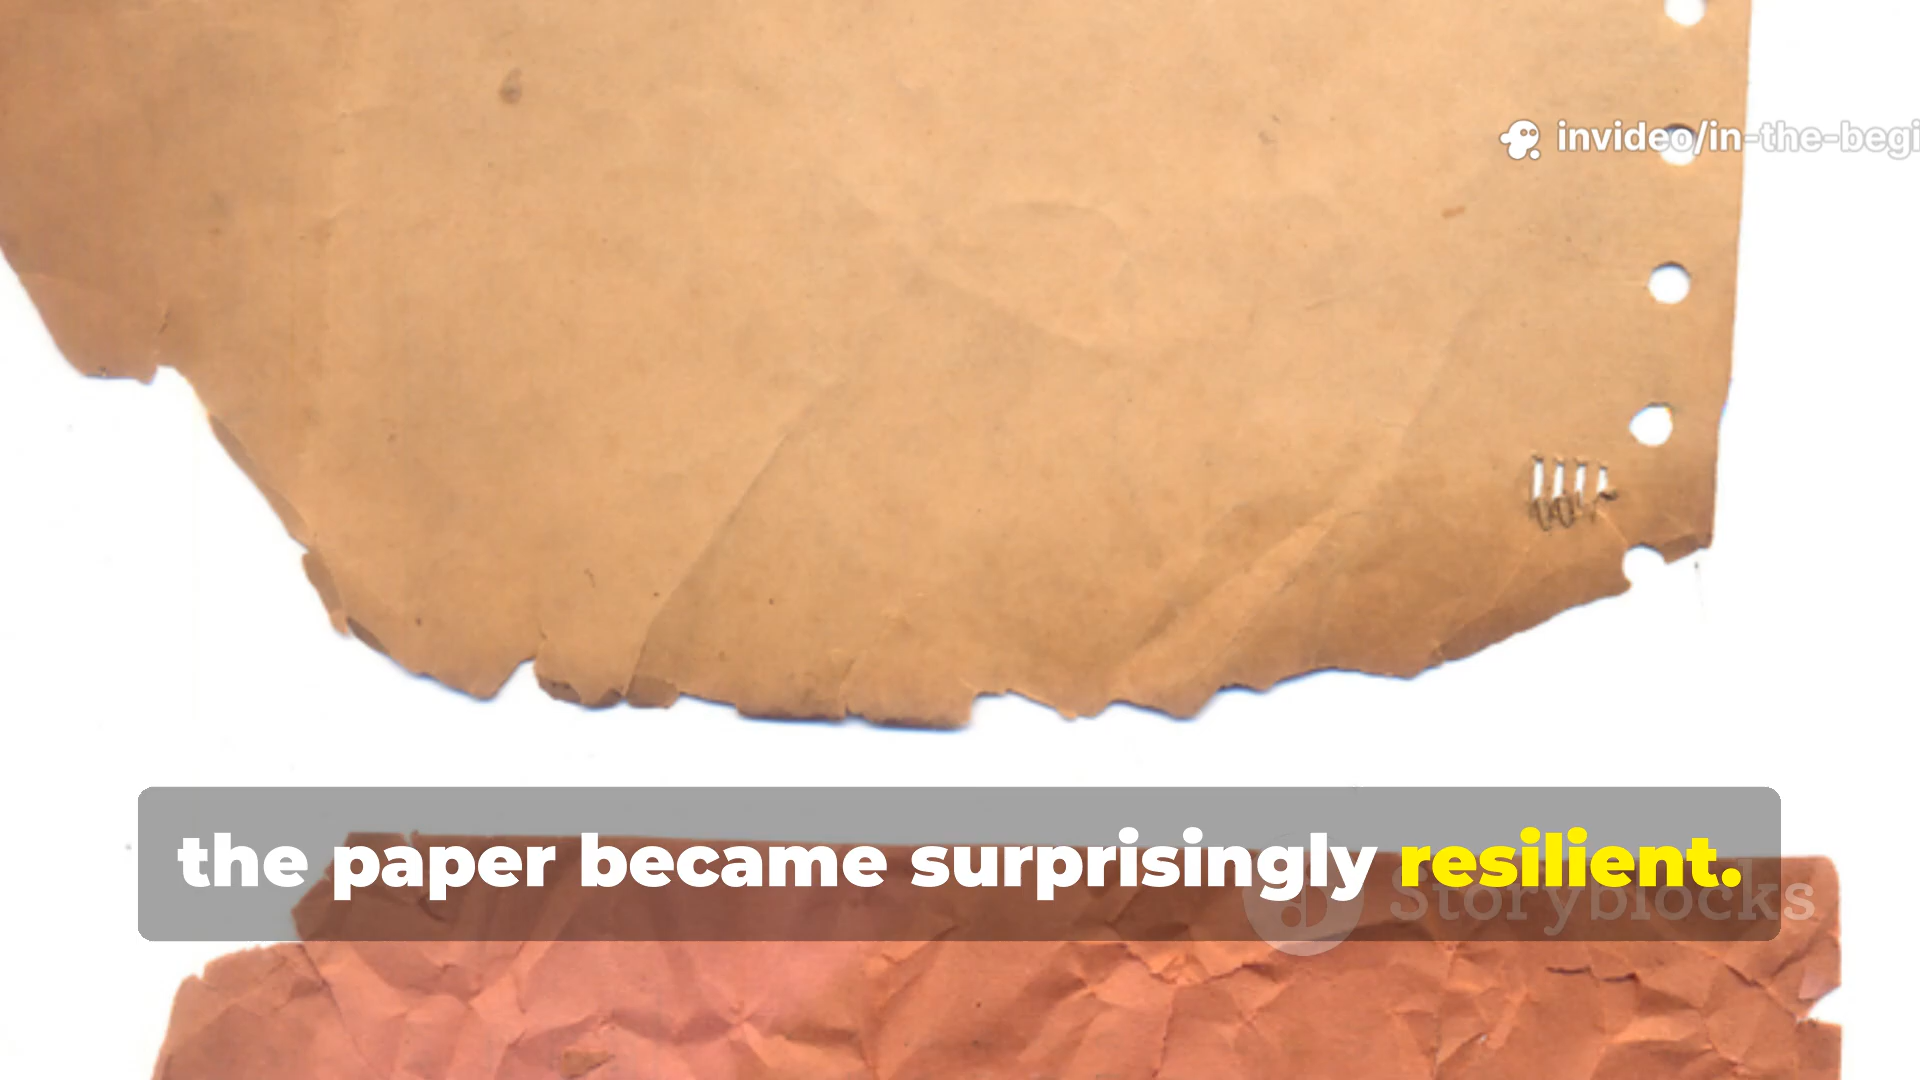 invideo/in-the-begi
the paper became surprisingly resilient.
Storyblocks